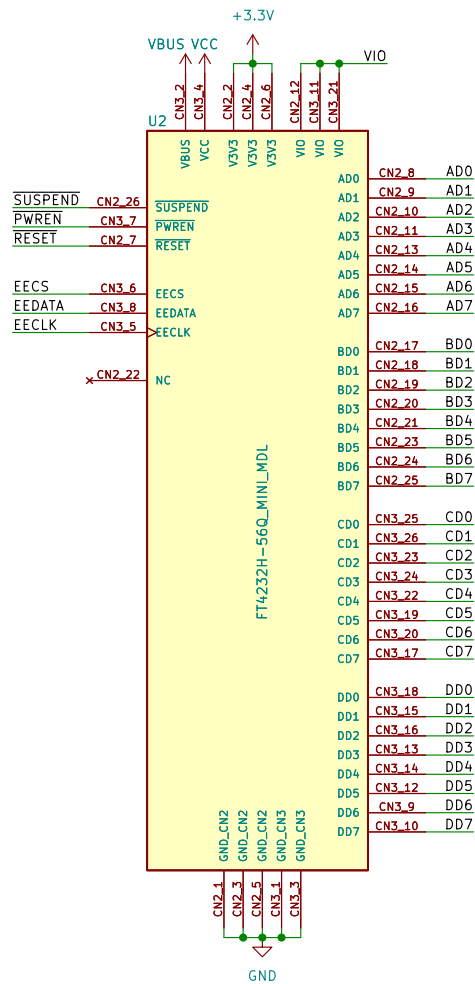 +3.3V
VBUS VCC
VIO
CN3_2 CN3_4 CN2_2 CN2_4 CN2_6 CN2_12 CN3_11 CN3_21
U2
VBUS VCC V3V3 V3V3 V3V3 VIO VIO VIO
AD0 CN2_8 AD0
AD1 CN2_9 AD1
SUSPEND CN2_26 SUSPEND
AD2 CN2_10 AD2
PWREN CN3_7 PWREN
AD3 CN2_11 AD3
RESET CN2_7 RESET
AD4 CN2_13 AD4
AD5 CN2_14 AD5
EECS CN3_6 EECS
AD6 CN2_15 AD6
EEDATA CN3_8 EEDATA
AD7 CN2_16 AD7
EECLK CN3_5 EECLK
BD0 CN2_17 BD0
BD1 CN2_18 BD1
CN2_22 NC
BD2 CN2_19 BD2
BD3 CN2_20 BD3
BD4 CN2_21 BD4
BD5 CN2_23 BD5
BD6 CN2_24 BD6
BD7 CN2_25 BD7
FT4232H-56Q_MINI_MDL
CD0 CN3_25 CD0
CD1 CN3_26 CD1
CD2 CN3_23 CD2
CD3 CN3_24 CD3
CD4 CN3_22 CD4
CD5 CN3_19 CD5
CD6 CN3_20 CD6
CD7 CN3_17 CD7
DD0 CN3_18 DD0
DD1 CN3_15 DD1
DD2 CN3_16 DD2
DD3 CN3_13 DD3
DD4 CN3_14 DD4
DD5 CN3_12 DD5
DD6 CN3_9 DD6
DD7 CN3_10 DD7
GND_CN2 GND_CN2 GND_CN2 GND_CN3 GND_CN3
CN2_1 CN2_3 CN2_5 CN3_1 CN3_3
GND